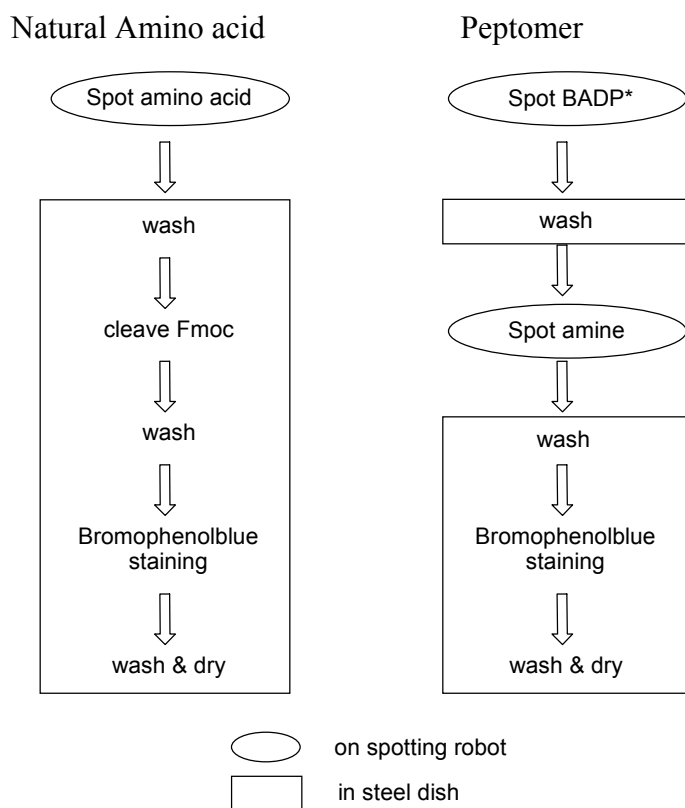 Natural Amino acid
Spot amino acid
wash
cleave Fmoc
wash
Bromophenolblue
staining
wash & dry
Peptomer
Spot BADP*
wash
Spot amine
wash
Bromophenolblue
staining
wash & dry
on spotting robot
in steel dish